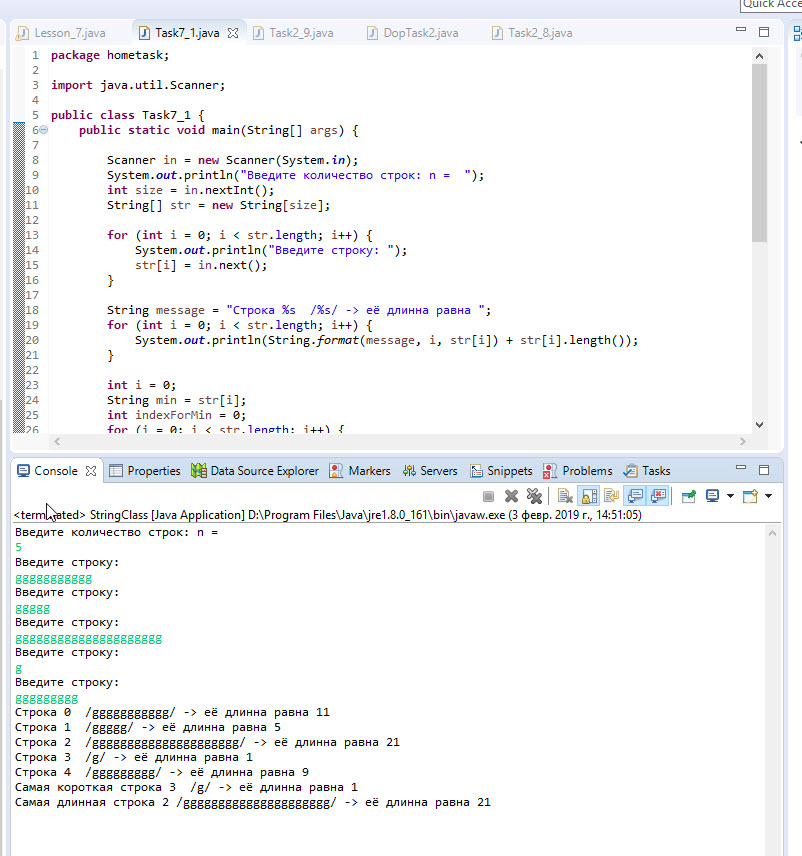 Quick Acce
Lesson_7.java Task7_1.java Task2_9.java DopTask2.java Task2_8.java
1 package hometask;
2
3 import java.util.Scanner;
4
5 public class Task7_1 {
6 public static void main(String[] args) {
7
8 Scanner in = new Scanner(System.in);
9 System.out.println("Введите количество строк: n =  ");
10 int size = in.nextInt();
11 String[] str = new String[size];
12
13 for (int i = 0; i < str.length; i++) {
14 System.out.println("Введите строку: ");
15 str[i] = in.next();
16 }
17
18 String message = "Строка %s  /%s/ -> её длинна равна ";
19 for (int i = 0; i < str.length; i++) {
20 System.out.println(String.format(message, i, str[i]) + str[i].length());
21 }
22
23 int i = 0;
24 String min = str[i];
25 int indexForMin = 0;
26 for (i = 0; i < str.length; i++) {
Console Properties Data Source Explorer Markers Servers Snippets Problems Tasks
<terminated> StringClass [Java Application] D:\Program Files\Java\jre1.8.0_161\bin\javaw.exe (3 февр. 2019 г., 14:51:05)
Введите количество строк: n =
5
Введите строку:
ggggggggggg
Введите строку:
ggggg
Введите строку:
ggggggggggggggggggggg
Введите строку:
g
Введите строку:
ggggggggg
Строка 0  /ggggggggggg/ -> её длинна равна 11
Строка 1  /ggggg/ -> её длинна равна 5
Строка 2  /ggggggggggggggggggggg/ -> её длинна равна 21
Строка 3  /g/ -> её длинна равна 1
Строка 4  /ggggggggg/ -> её длинна равна 9
Самая короткая строка 3  /g/ -> её длинна равна 1
Самая длинная строка 2 /ggggggggggggggggggggg/ -> её длинна равна 21